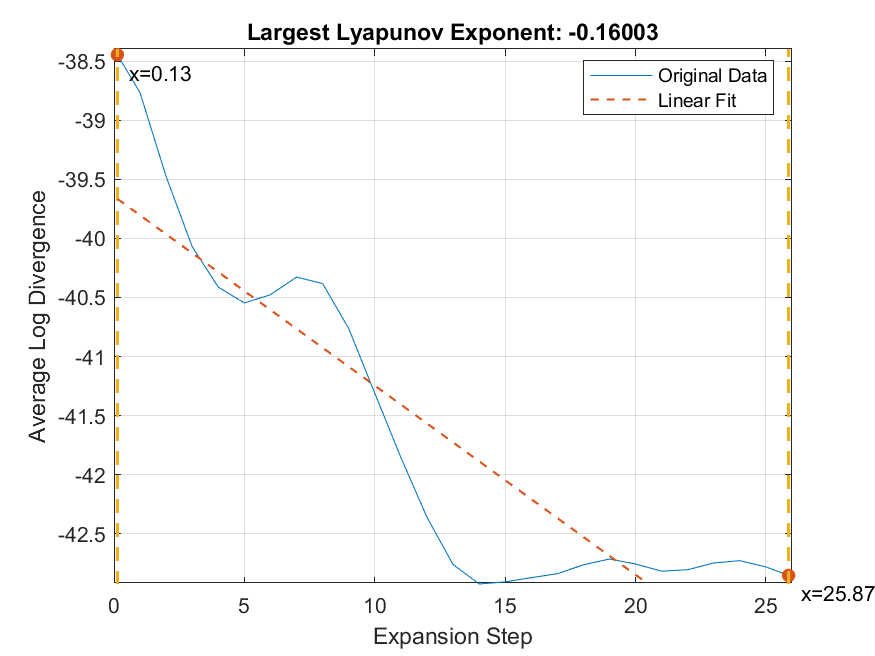 Largest Lyapunov Exponent: -0.16003
Original Data
Linear Fit
x=0.13
x=25.87
Average Log Divergence
-38.5
-39
-39.5
-40
-40.5
-41
-41.5
-42
-42.5
0 5 10 15 20 25
Expansion Step